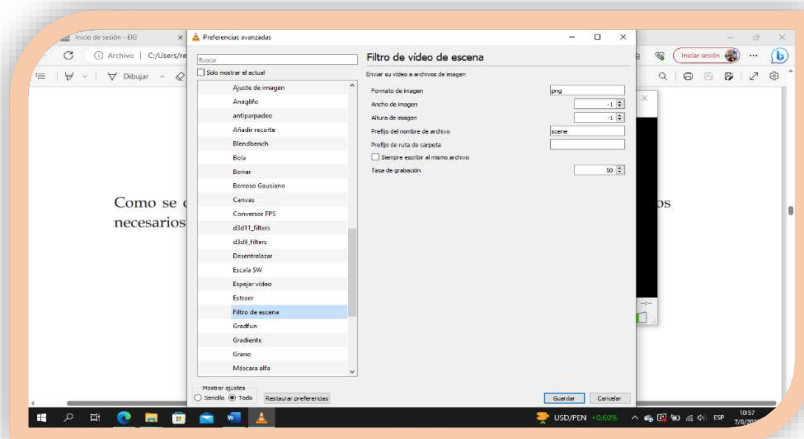 Inicio de sesión - EIG
Preferencias avanzadas
Archivo
C:/Users/re
Iniciar sesión
Dibujar
Buscar
Solo mostrar el actual
Ajuste de imagen
Anaglifo
antiparpadeo
Añadir recorte
Blendbench
Bola
Borrar
Borroso Gausiano
Canvas
Conversor FPS
d3d11_filters
d3d9_filters
Desentrelazar
Escala SW
Espejar vídeo
Extraer
Filtro de escena
Gradfun
Gradiente
Grano
Máscara alfa
Mostrar ajustes
Sencillo Todo
Restaurar preferencias
Filtro de vídeo de escena
Enviar su vídeo a archivos de imagen
Formato de imagen png
Ancho de imagen -1
Altura de imagen -1
Prefijo del nombre de archivo scene
Prefijo de ruta de carpeta
Siempre escribir al mismo archivo
Tasa de grabación 50
Guardar Cancelar
Como se
os
necesarios
--:--
USD/PEN +0.60%
ESP
10:57